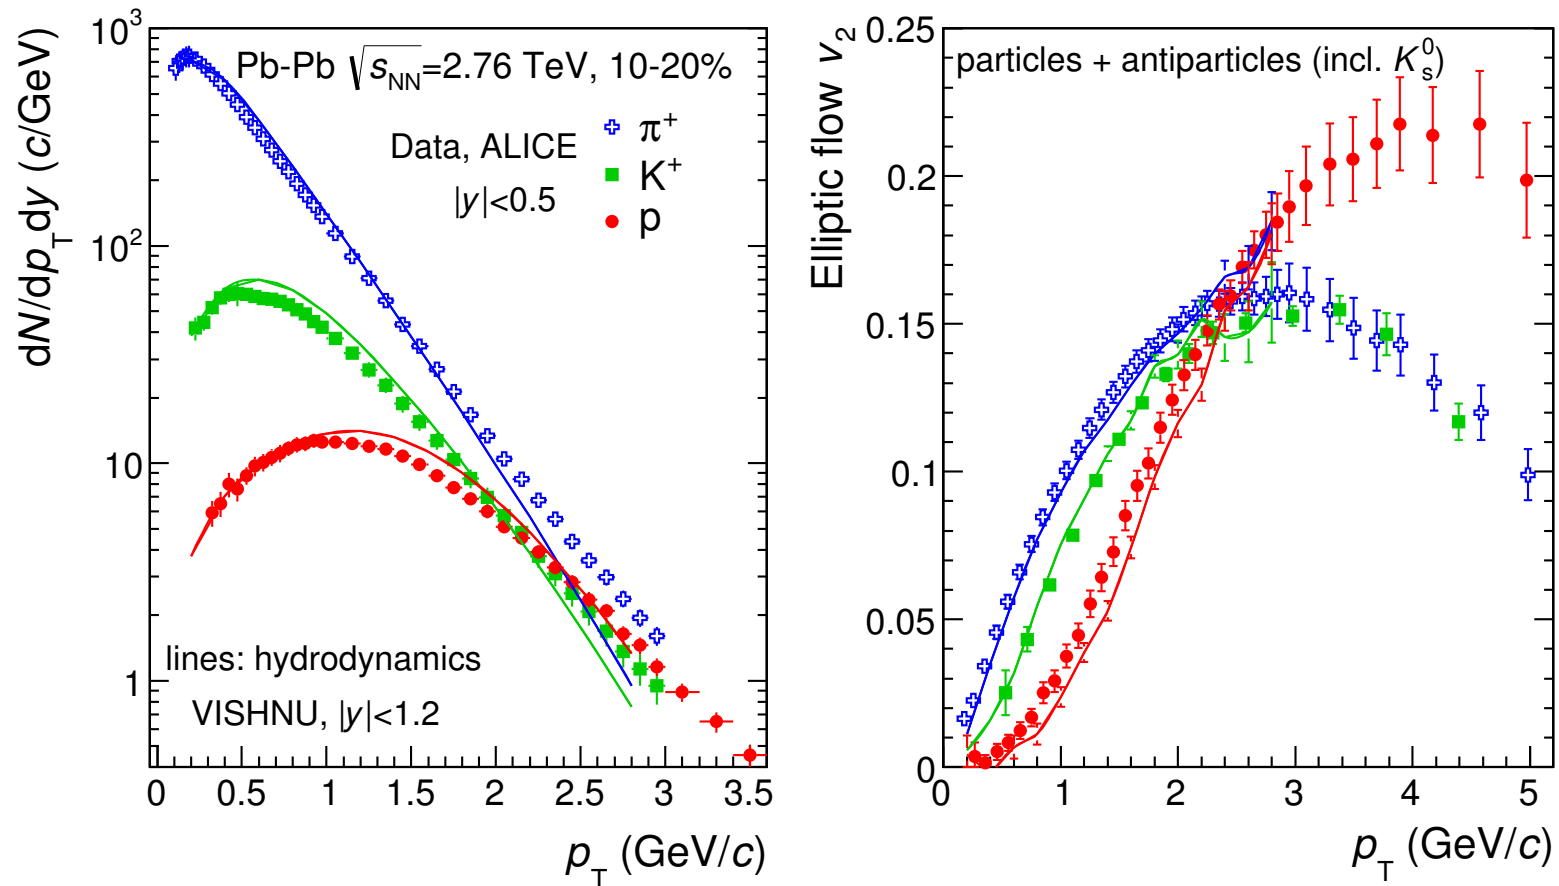 Pb-Pb √s_NN=2.76 TeV, 10-20%
Data, ALICE
|y|<0.5
π⁺
K⁺
p
lines: hydrodynamics
VISHNU, |y|<1.2
dN/dp_T dy (c/GeV)
10³
10²
10
1
0 0.5 1 1.5 2 2.5 3 3.5
p_T (GeV/c)
particles + antiparticles (incl. K⁰_s)
Elliptic flow v₂
0.25
0.2
0.15
0.1
0.05
0
0 1 2 3 4 5
p_T (GeV/c)